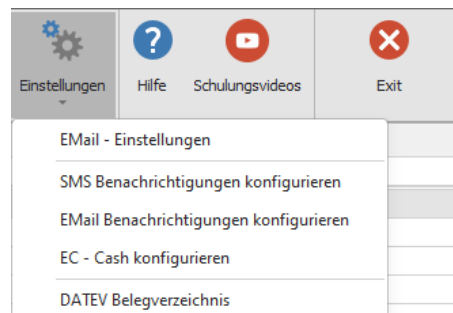 Einstellungen Hilfe Schulungsvideos Exit
EMail - Einstellungen
SMS Benachrichtigungen konfigurieren
EMail Benachrichtigungen konfigurieren
EC - Cash konfigurieren
DATEV Belegverzeichnis